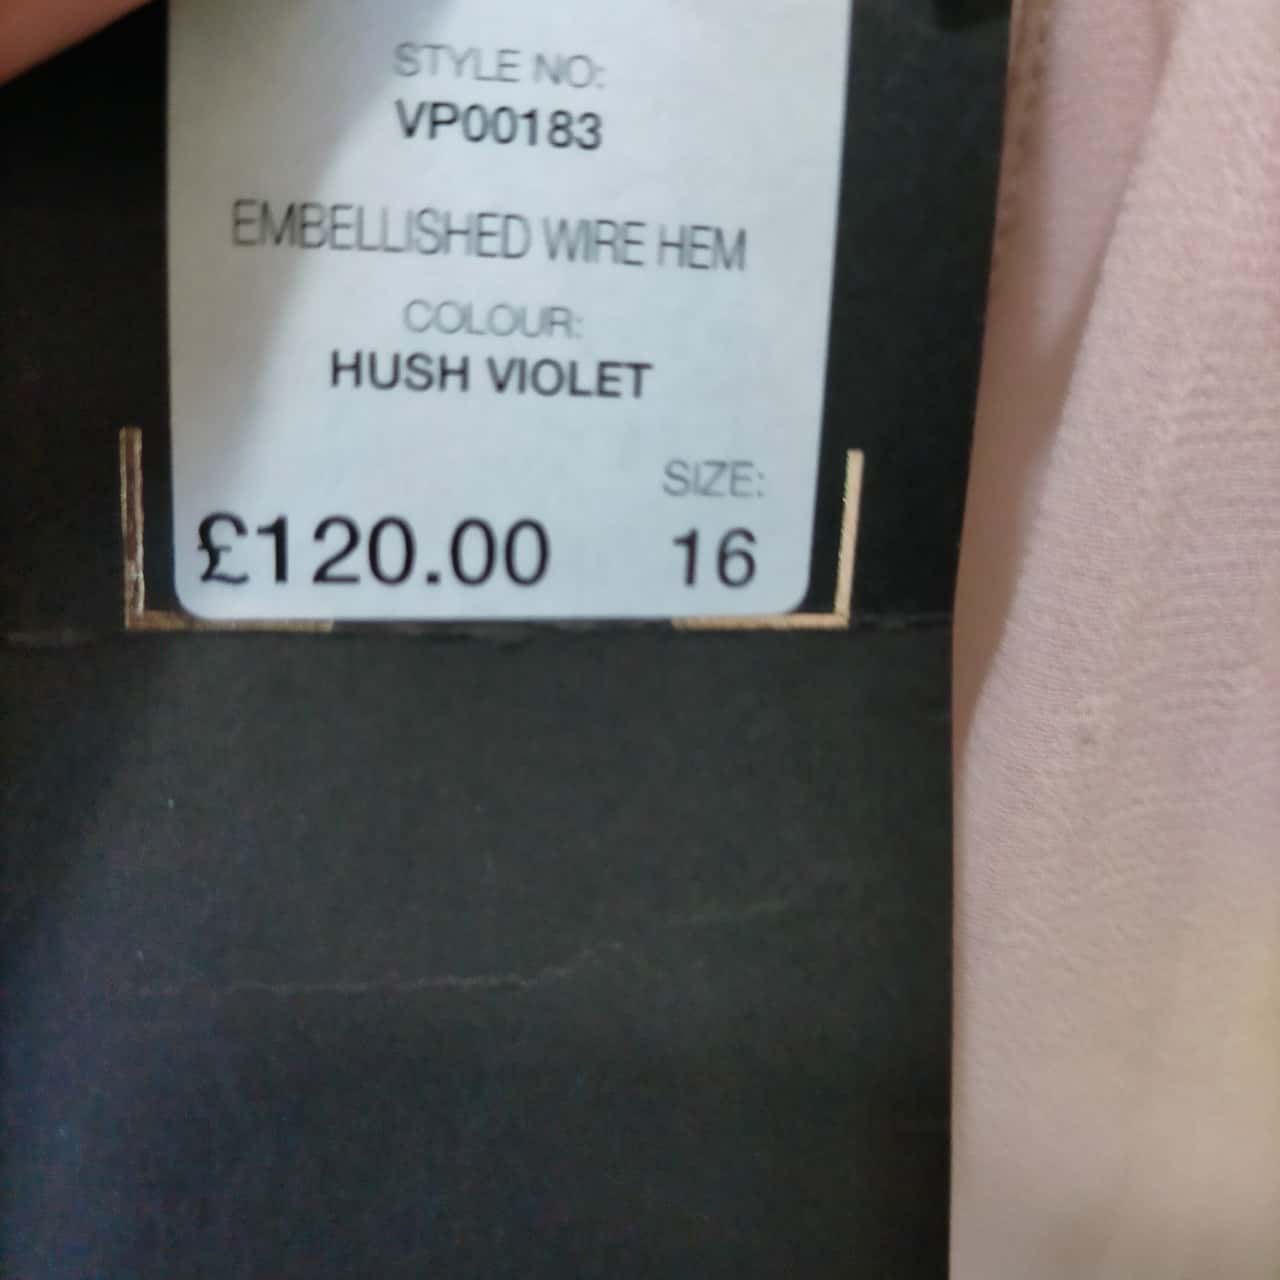 STYLE NO:
VP00183
EMBELLISHED WIRE HEM
COLOUR:
HUSH VIOLET
SIZE:
£120.00 16